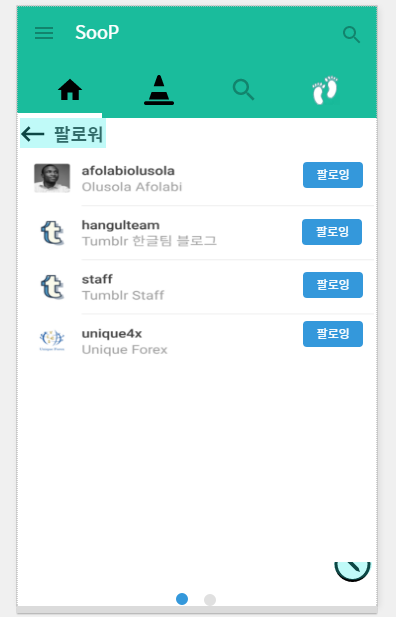 SooP
팔로워
afolabiolusola
Olusola Afolabi
팔로잉
hangulteam
Tumblr 한글팀 블로그
팔로잉
staff
Tumblr Staff
팔로잉
unique4x
Unique Forex
팔로잉